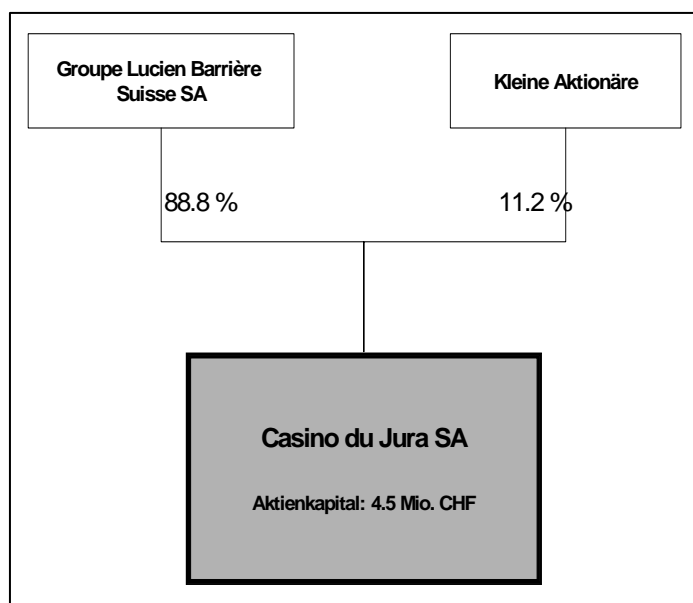 Groupe Lucien Barrière
Suisse SA
Kleine Aktionäre
88.8 %
11.2 %
Casino du Jura SA
Aktienkapital: 4.5 Mio. CHF